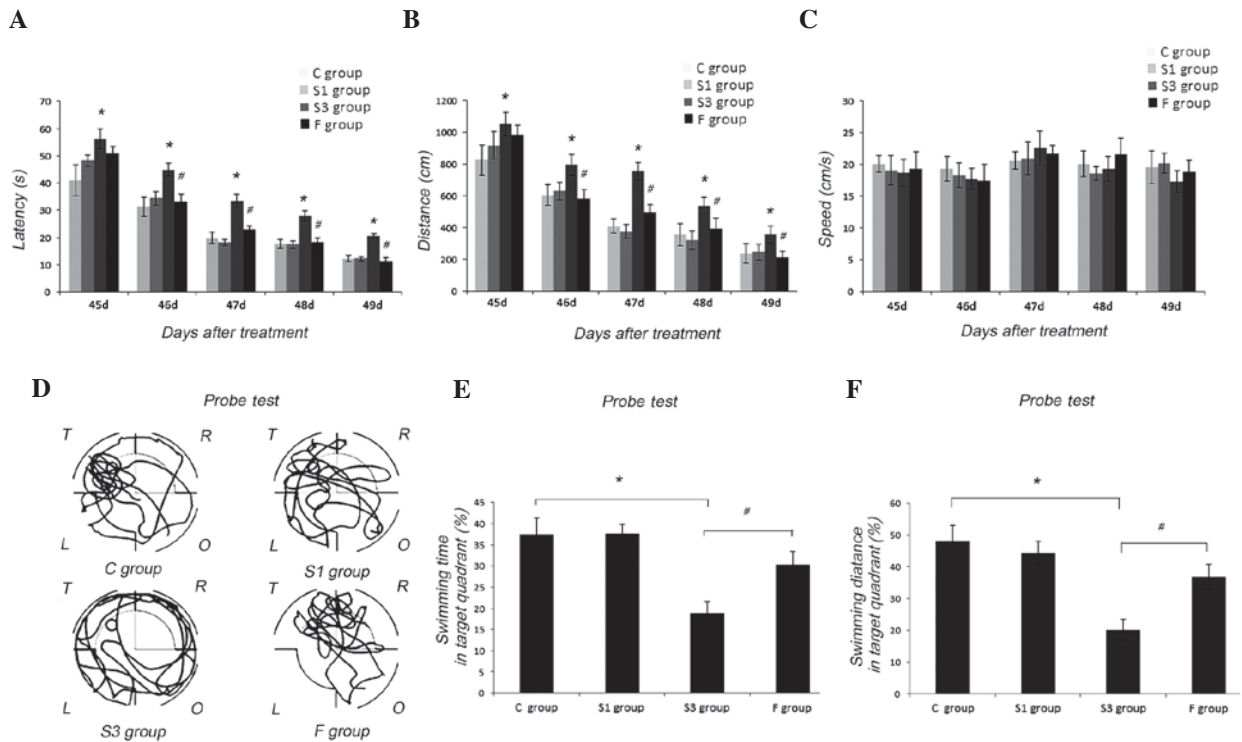 A
C group
S1 group
S3 group
F group
70
60
50
40
30
20
10
0
Latency (s)
*
*
#
*
#
*
#
*
#
45d 46d 47d 48d 49d
Days after treatment
B
C group
S1 group
S3 group
F group
1200
1000
800
600
400
200
0
Distance (cm)
*
*
#
*
#
*
#
*
#
45d 46d 47d 48d 49d
Days after treatment
C
C group
S1 group
S3 group
F group
30
25
20
15
10
5
0
Speed (cm/s)
45d 46d 47d 48d 49d
Days after treatment
D
Probe test
T R
L O
C group
T R
L O
S1 group
T R
L O
S3 group
T R
L O
F group
E
Probe test
45
40
35
30
25
20
15
10
5
0
Swimming time
in target quadrant (%)
*
#
C group S1 group S3 group F group
F
Probe test
60
50
40
30
20
10
0
Swimming diatance
in target quadrant (%)
*
#
C group S1 group S3 group F group